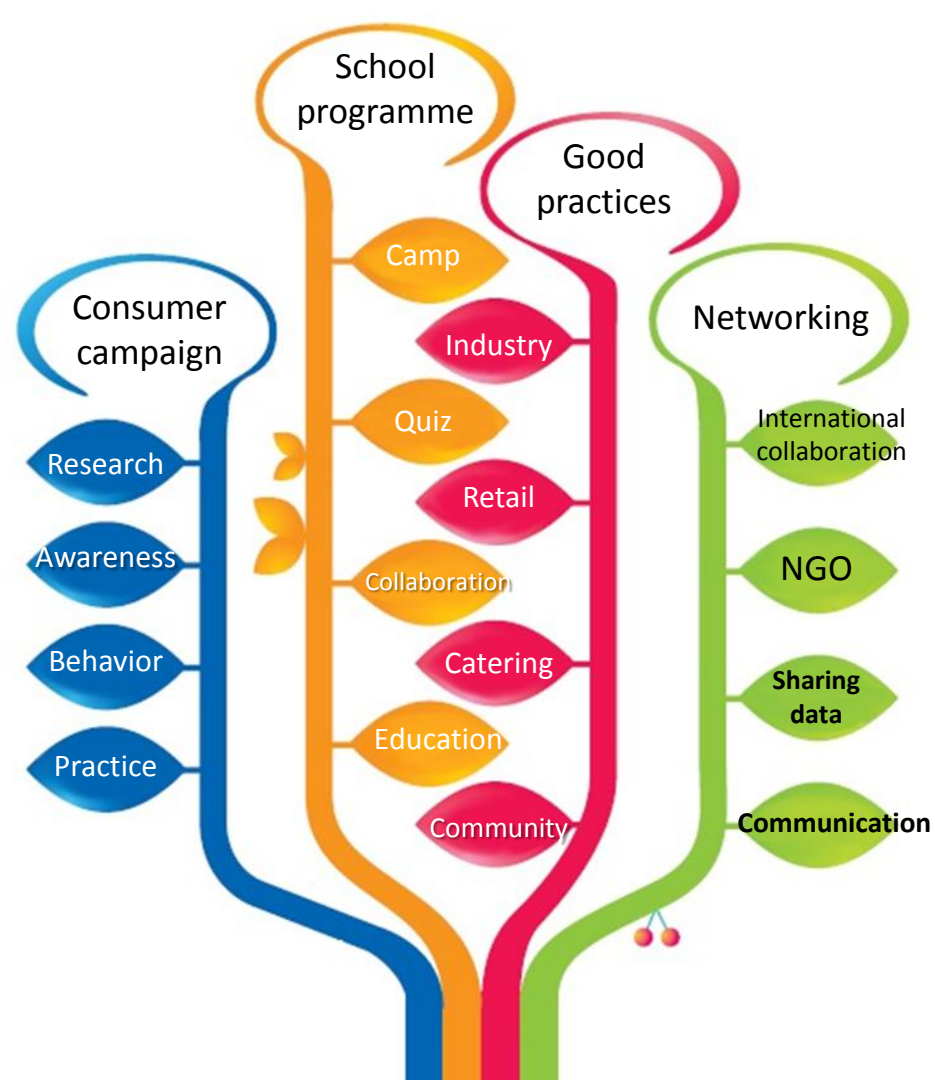 School
programme
Good
practices
Consumer
campaign
Networking
Camp
Industry
Quiz
Retail
Collaboration
Catering
Education
Community
Research
Awareness
Behavior
Practice
International
collaboration
NGO
Sharing
data
Communication